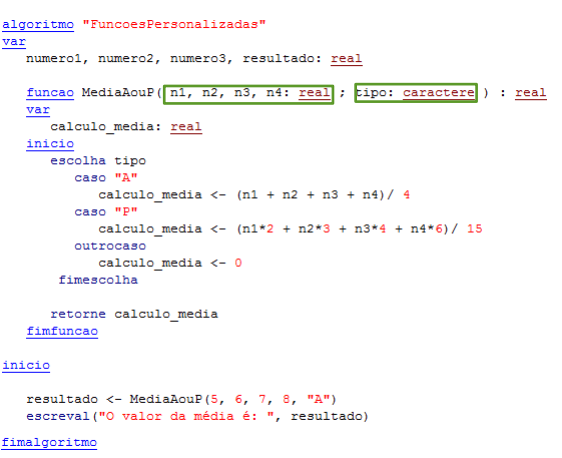 algoritmo "FuncoesPersonalizadas"
var
numero1, numero2, numero3, resultado: real
funcao MediaAouP( n1, n2, n3, n4: real ; tipo: caractere ) : real
var
calculo_media: real
inicio
escolha tipo
caso "A"
calculo_media <- (n1 + n2 + n3 + n4)/ 4
caso "P"
calculo_media <- (n1*2 + n2*3 + n3*4 + n4*6)/ 15
outrocaso
calculo_media <- 0
fimescolha
retorne calculo_media
fimfuncao
inicio
resultado <- MediaAouP(5, 6, 7, 8, "A")
escreval("O valor da média é: ", resultado)
fimalgoritmo